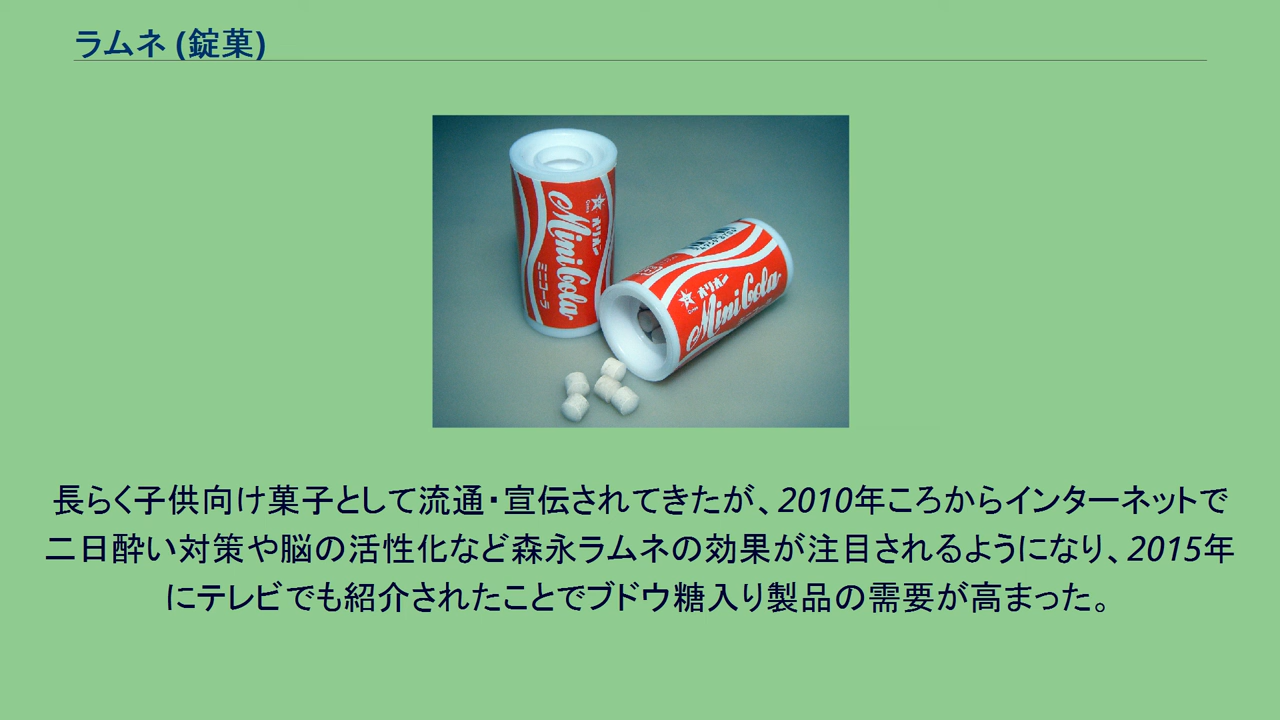 ラムネ (錠菓)
オリオン
Mini Cola
ミニコーラ
オリオン
Mini Cola
長らく子供向け菓子として流通・宣伝されてきたが、2010年ころからインターネットで
二日酔い対策や脳の活性化など森永ラムネの効果が注目されるようになり、2015年
にテレビでも紹介されたことでブドウ糖入り製品の需要が高まった。